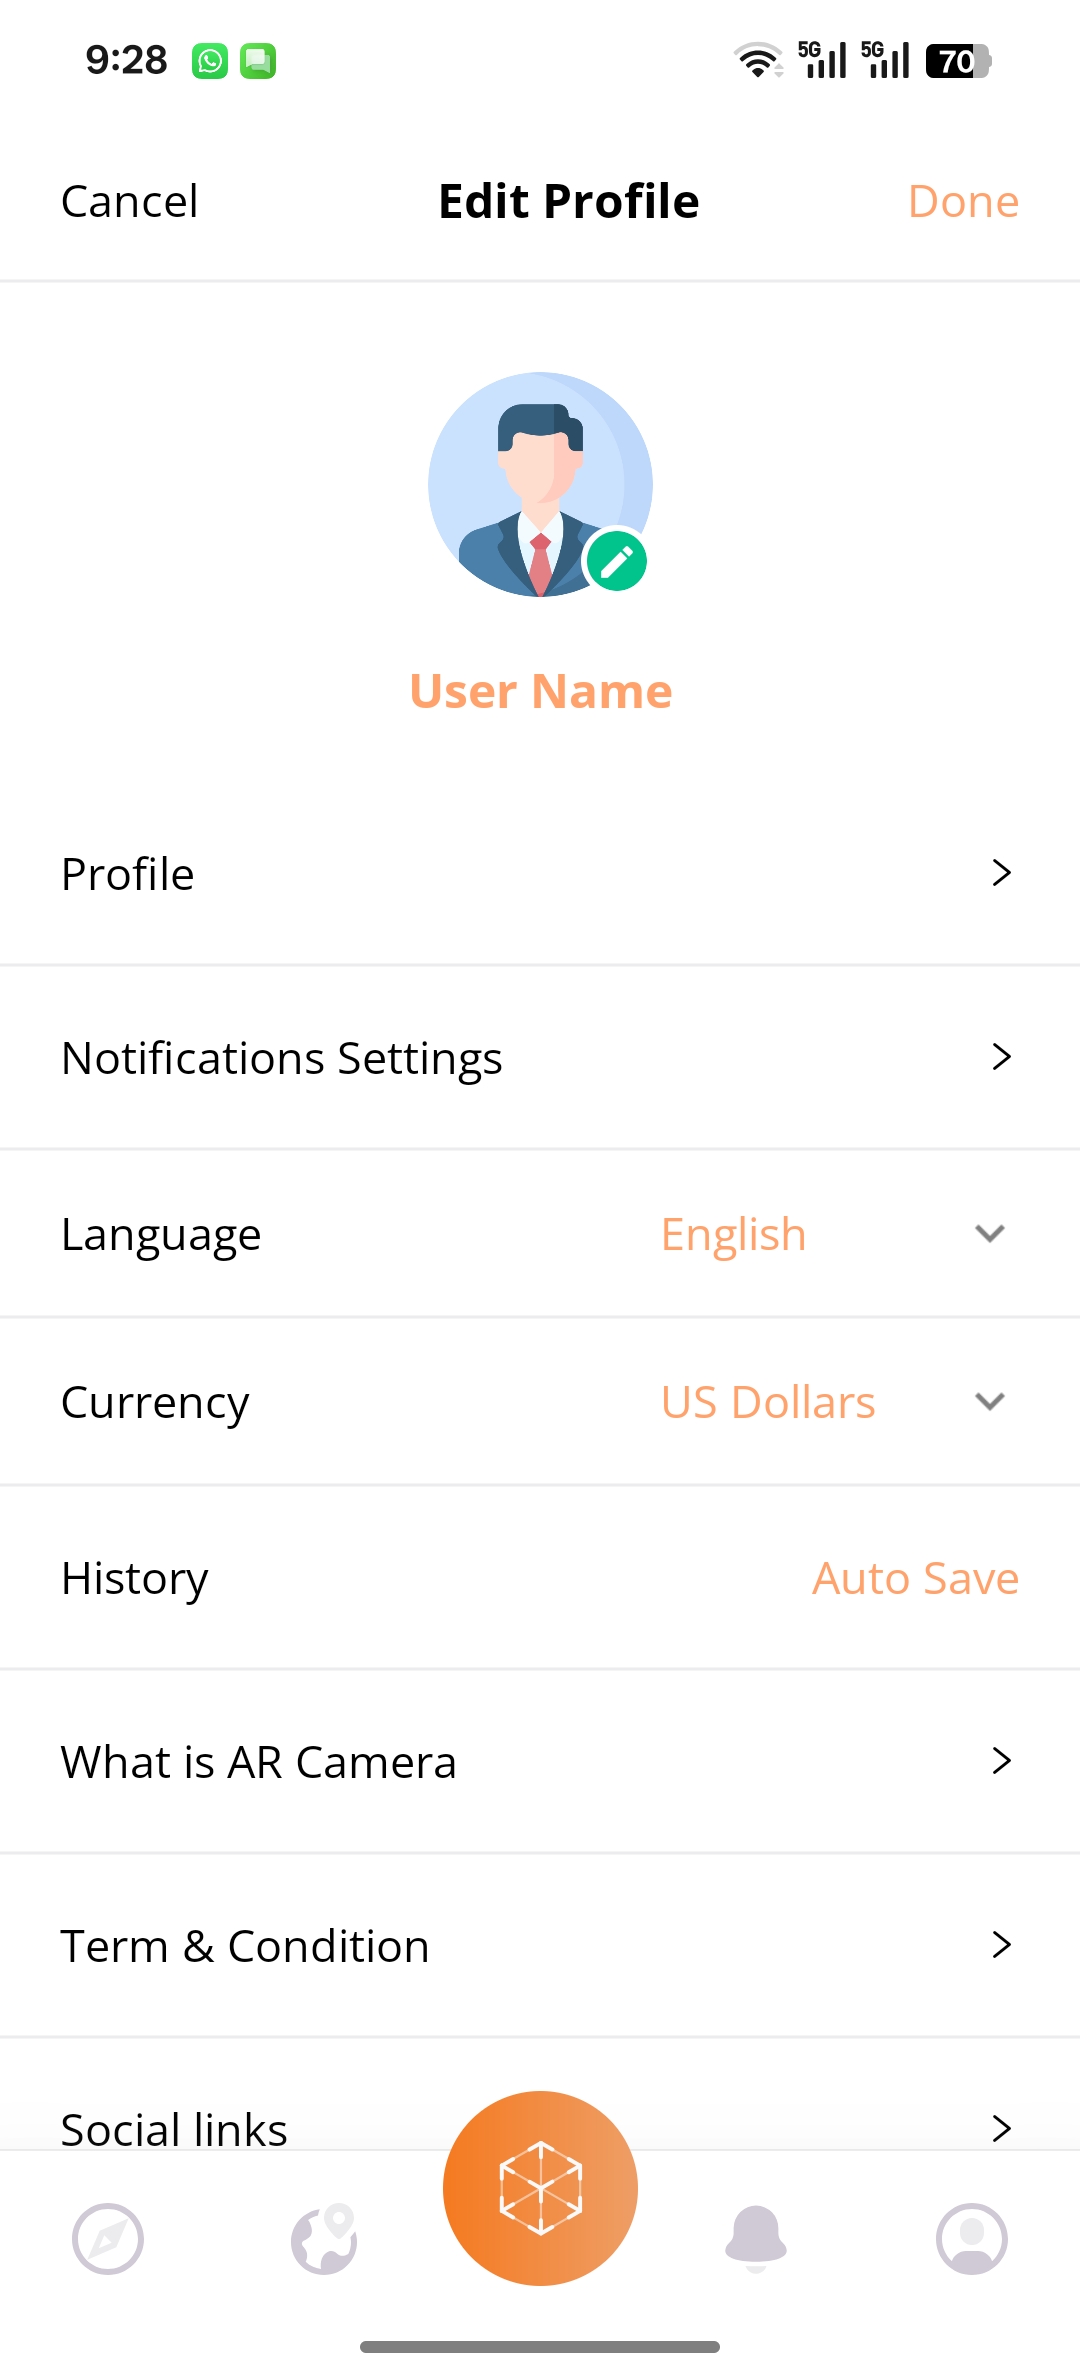 9:28 5G 5G 70
Cancel Edit Profile Done
User Name
Profile
Notifications Settings
Language English
Currency US Dollars
History Auto Save
What is AR Camera
Term & Condition
Social links